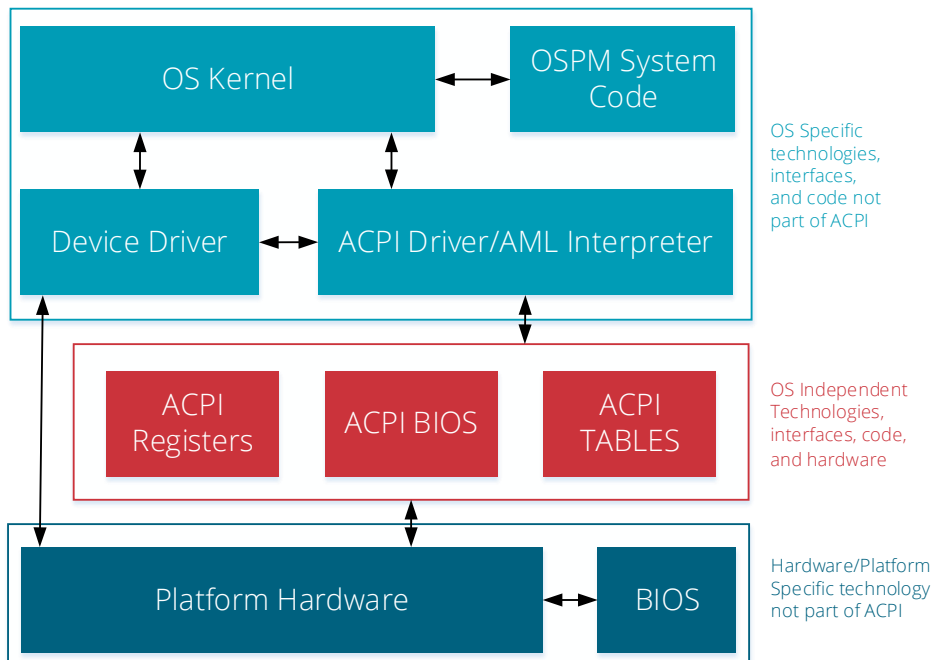 OS Kernel
OSPM System
Code
OS Specific
technologies,
interfaces,
and code not
part of ACPI
Device Driver
ACPI Driver/AML Interpreter
ACPI
Registers
ACPI BIOS
ACPI
TABLES
OS Independent
Technologies,
interfaces, code,
and hardware
Platform Hardware
BIOS
Hardware/Platform
Specific technology
not part of ACPI